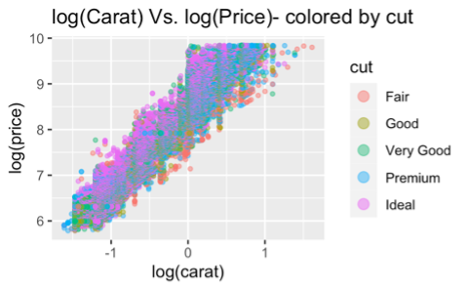 log(Carat) Vs. log(Price)- colored by cut
10
9
8
7
6
log(price)
-1
0
1
log(carat)
cut
Fair
Good
Very Good
Premium
Ideal